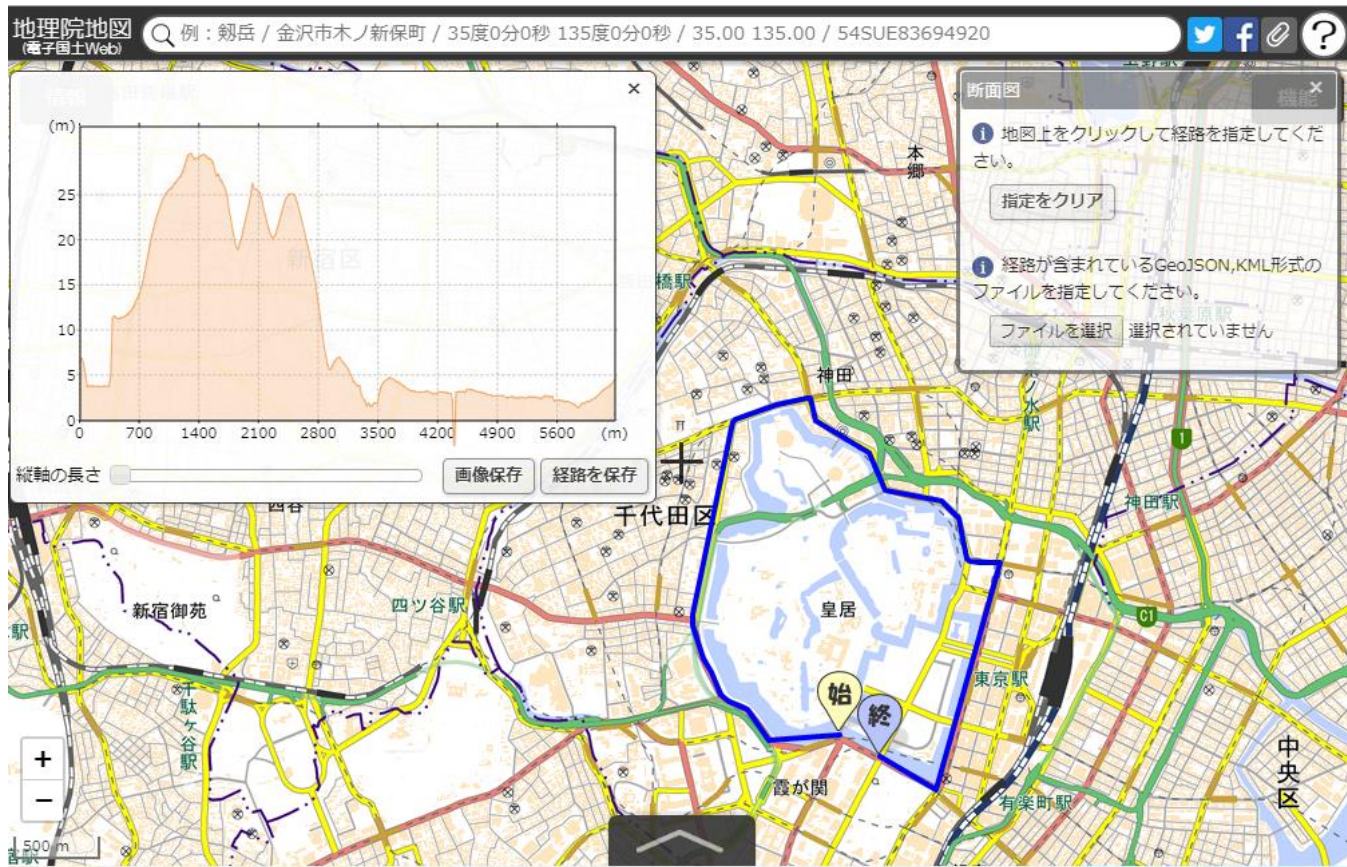 地理院地図
(電子国土Web)
例：剱岳 / 金沢市木ノ新保町 / 35度0分0秒 135度0分0秒 / 35.00 135.00 / 54SUE83694920
?
×
(m)
25
20
15
10
5
0
0 700 1400 2100 2800 3500 4200 4900 5600 (m)
新宿区
縦軸の長さ
画像保存
経路を保存
断面図
×
機能
地図上をクリックして経路を指定してください。
指定をクリア
経路が含まれているGeoJSON,KML形式の
ファイルを指定してください。
ファイルを選択 選択されていません
秋葉原駅
本郷
橋駅
神田
ノ水駅
1
神田駅
千代田区
四谷
四ツ谷駅
新宿御苑
駅
皇居
C1
東京駅
始
終
千駄ケ谷駅
霞が関
有楽町駅
中央区
+
−
500 m